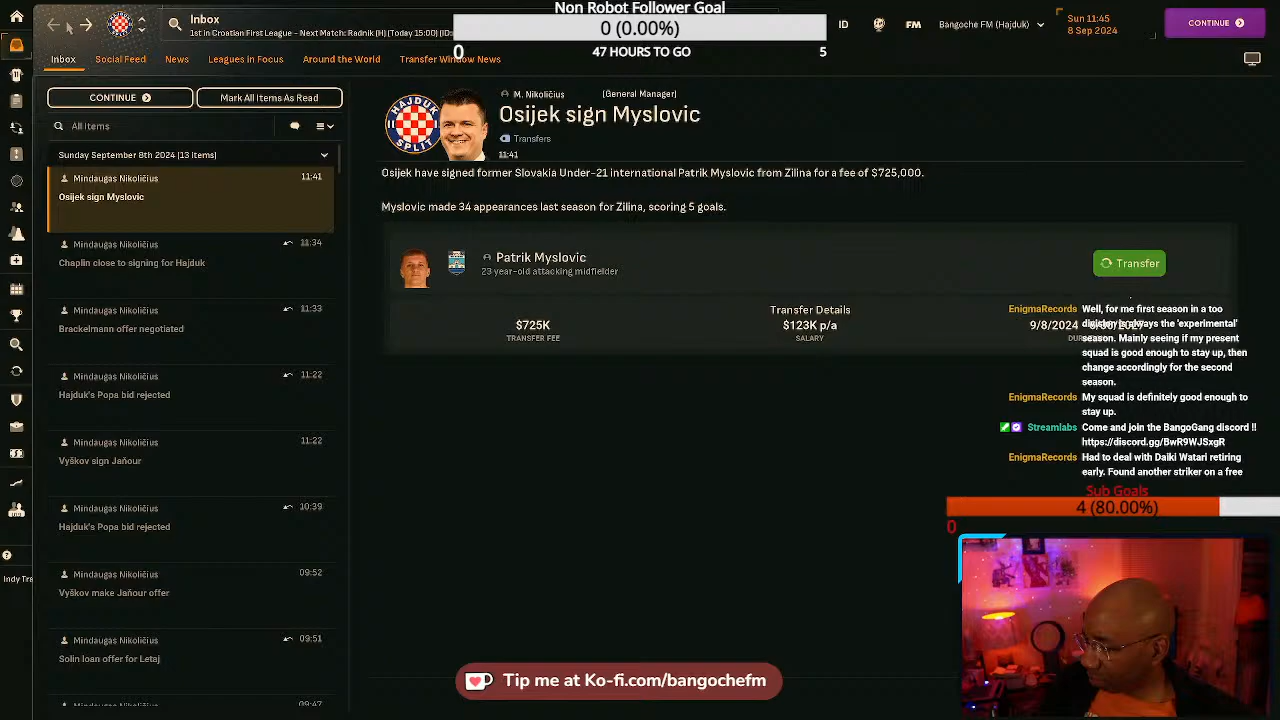 Non Robot Follower Goal
0 (0.00%)
0
47 HOURS TO GO
5
Inbox
1st in Croatian First League - Next Match: Radnik (H) [Today 15:00]
ID
FM
Bangoche FM (Hajduk)
Sun 11:45
8 Sep 2024
CONTINUE
Inbox
Social Feed
News
Leagues in Focus
Around the World
Transfer Window News
CONTINUE
Mark All Items As Read
All Items
Sunday September 8th 2024 (13 Items)
Mindaugas Nikoličius 11:41
Osijek sign Myslovic
Mindaugas Nikoličius 11:34
Chaplin close to signing for Hajduk
Mindaugas Nikoličius 11:33
Brackelmann offer negotiated
Mindaugas Nikoličius 11:22
Hajduk's Popa bid rejected
Mindaugas Nikoličius 11:22
Vyškov sign Jaňour
Mindaugas Nikoličius 10:39
Hajduk's Popa bid rejected
Mindaugas Nikoličius 09:52
Vyškov make Jaňour offer
Mindaugas Nikoličius 09:51
Solin loan offer for Letaj
09:47
Indy Tra
HAJDUK
SPLIT
M. Nikoličius (General Manager)
Osijek sign Myslovic
Transfers
11:41
Osijek have signed former Slovakia Under-21 international Patrik Myslovic from Zilina for a fee of $725,000.
Myslovic made 34 appearances last season for Zilina, scoring 5 goals.
Patrik Myslovic
23 year-old attacking midfielder
Transfer
Transfer Details
$725K
TRANSFER FEE
$123K p/a
SALARY
9/8/2024
EnigmaRecords Well, for me first season in a too
division is always the 'experimental'
season. Mainly seeing if my present
squad is good enough to stay up, then
change accordingly for the second
season.
EnigmaRecords My squad is definitely good enough to
stay up.
Streamlabs Come and join the BangoGang discord !!
https://discord.gg/BwR9WJSxgR
EnigmaRecords Had to deal with Daiki Watari retiring
early. Found another striker on a free
Sub Goals
4 (80.00%)
0
Tip me at Ko-fi.com/bangochefm